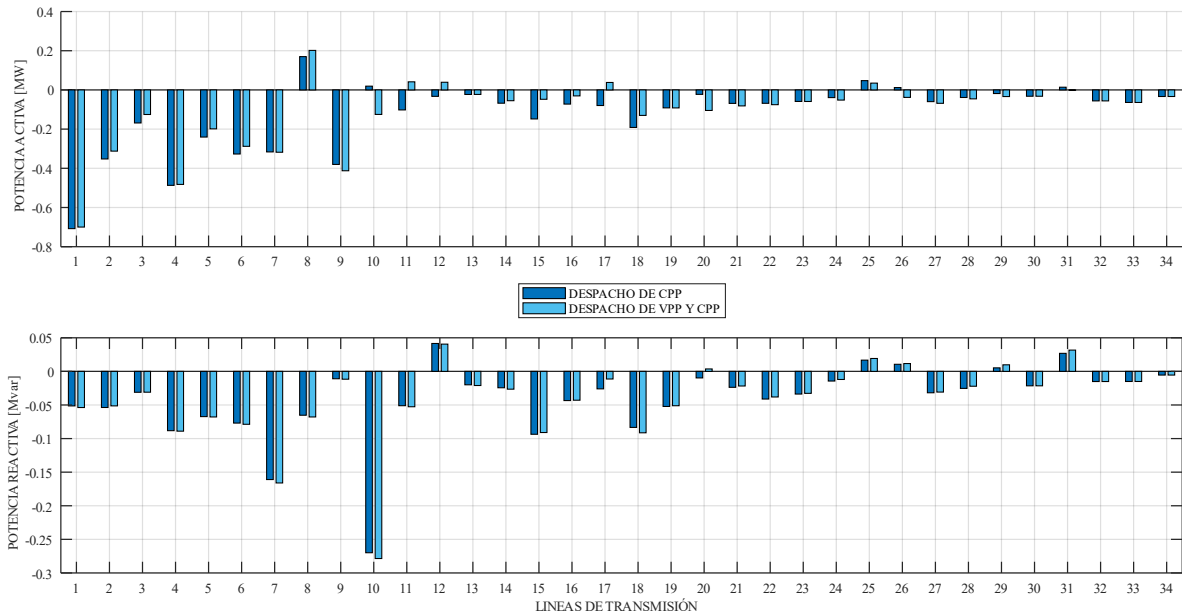 POTENCIA ACTIVA [MW]
0.4
0.2
0
-0.2
-0.4
-0.6
-0.8
1 2 3 4 5 6 7 8 9 10 11 12 13 14 15 16 17 18 19 20 21 22 23 24 25 26 27 28 29 30 31 32 33 34
DESPACHO DE CPP
DESPACHO DE VPP Y CPP
POTENCIA REACTIVA [Mvar]
0.05
0
-0.05
-0.1
-0.15
-0.2
-0.25
-0.3
1 2 3 4 5 6 7 8 9 10 11 12 13 14 15 16 17 18 19 20 21 22 23 24 25 26 27 28 29 30 31 32 33 34
LINEAS DE TRANSMISIÓN